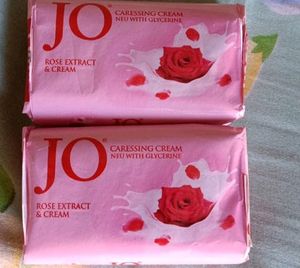 JO®
CARESSING CREAM
NEU WITH GLYCERINE
ROSE EXTRACT
& CREAM
JO®
CARESSING CREAM
NEU WITH GLYCERINE
ROSE EXTRACT
& CREAM